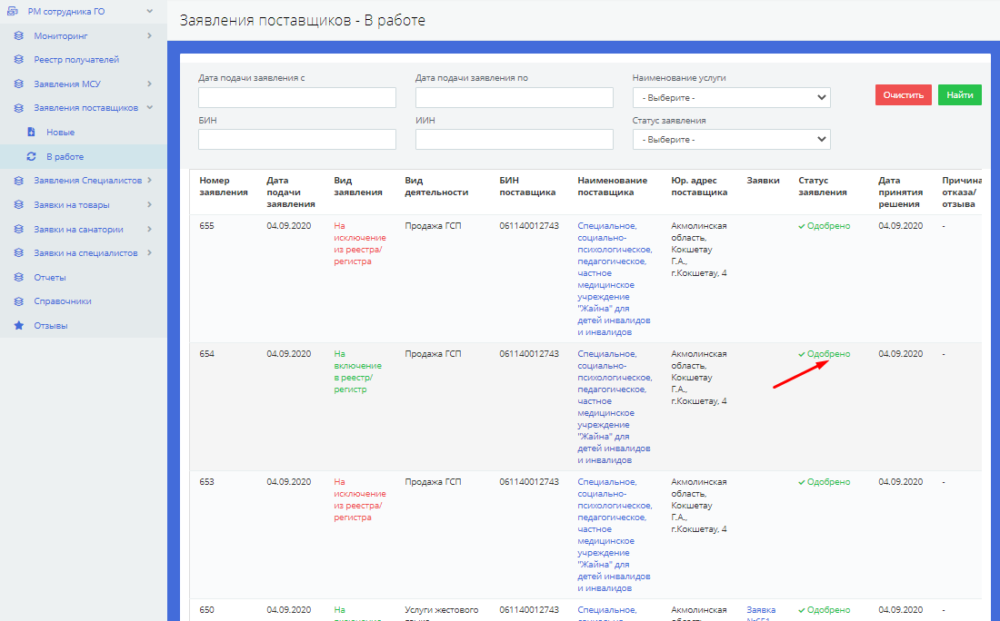 РМ сотрудника ГО
Мониторинг
Реестр получателей
Заявления МСУ
Заявления поставщиков
Новые
В работе
Заявления Специалистов
Заявки на товары
Заявки на санатории
Заявки на специалистов
Отчеты
Справочники
Отзывы
Заявления поставщиков - В работе
Дата подачи заявления с
Дата подачи заявления по
Наименование услуги
- Выберите -
Очистить
Найти
БИН
ИИН
Статус заявления
- Выберите -
Номер
заявления
Дата
подачи
заявления
Вид
заявления
Вид
деятельности
БИН
поставщика
Наименование
поставщика
Юр. адрес
поставщика
Заявки
Статус
заявления
Дата
принятия
решения
Причина
отказа/
отзыва
655
04.09.2020
На
исключение
из реестра/
регистра
Продажа ГСП
061140012743
Специальное,
социально-
психологическое,
педагогическое,
частное
медицинское
учреждение
"Жайна" для
детей инвалидов
и инвалидов
Акмолинская
область,
Кокшетау
Г.А.,
г.Кокшетау, 4
Одобрено
04.09.2020
-
654
04.09.2020
На
включение
в реестр/
регистр
Продажа ГСП
061140012743
Специальное,
социально-
психологическое,
педагогическое,
частное
медицинское
учреждение
"Жайна" для
детей инвалидов
и инвалидов
Акмолинская
область,
Кокшетау
Г.А.,
г.Кокшетау, 4
Одобрено
04.09.2020
-
653
04.09.2020
На
исключение
из реестра/
регистра
Продажа ГСП
061140012743
Специальное,
социально-
психологическое,
педагогическое,
частное
медицинское
учреждение
"Жайна" для
детей инвалидов
и инвалидов
Акмолинская
область,
Кокшетау
Г.А.,
г.Кокшетау, 4
Одобрено
04.09.2020
-
650
04.09.2020
На
Услуги жестового
061140012743
Специальное,
Акмолинская
Заявка
Одобрено
04.09.2020
-